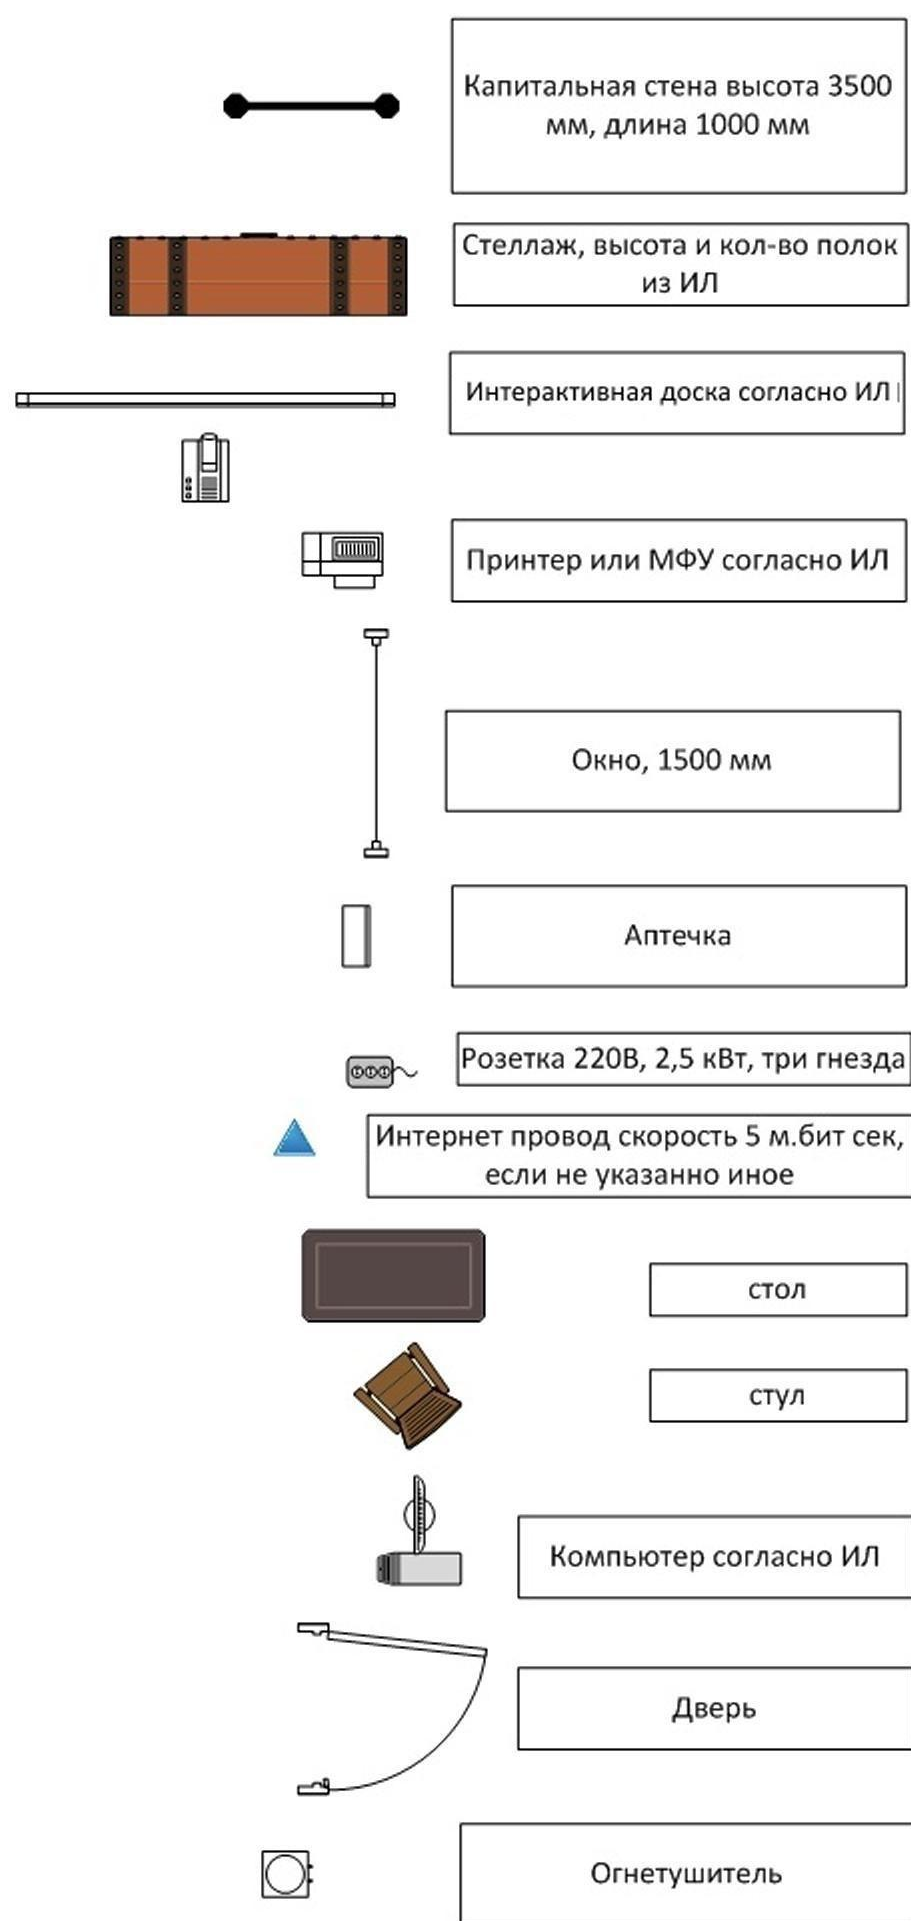 Капитальная стена высота 3500
мм, длина 1000 мм
Стеллаж, высота и кол-во полок
из ИЛ
Интерактивная доска согласно ИЛ
Принтер или МФУ согласно ИЛ
Окно, 1500 мм
Аптечка
Розетка 220В, 2,5 кВт, три гнезда
Интернет провод скорость 5 м.бит сек,
если не указанно иное
стол
стул
Компьютер согласно ИЛ
Дверь
Огнетушитель